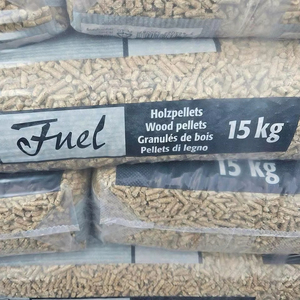 Fuel
Holzpellets
Wood pellets
Granulés de bois
Pellets di legno
15 kg
15 kg